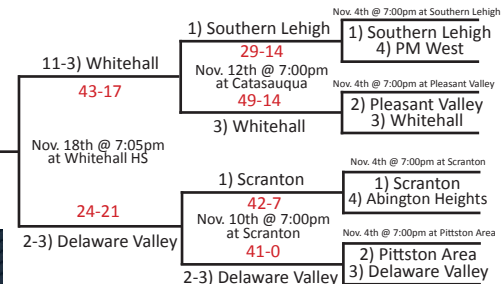 Nov. 4th @ 7:00pm at Southern Lehigh
1) Southern Lehigh
4) PM West
1) Southern Lehigh
29-14
Nov. 12th @ 7:00pm
at Catasauqua
49-14
3) Whitehall
Nov. 4th @ 7:00pm at Pleasant Valley
2) Pleasant Valley
3) Whitehall
11-3) Whitehall
43-17
Nov. 18th @ 7:05pm
at Whitehall HS
24-21
2-3) Delaware Valley
Nov. 4th @ 7:00pm at Scranton
1) Scranton
4) Abington Heights
1) Scranton
42-7
Nov. 10th @ 7:00pm
at Scranton
41-0
2-3) Delaware Valley
Nov. 4th @ 7:00pm at Pittston Area
2) Pittston Area
3) Delaware Valley